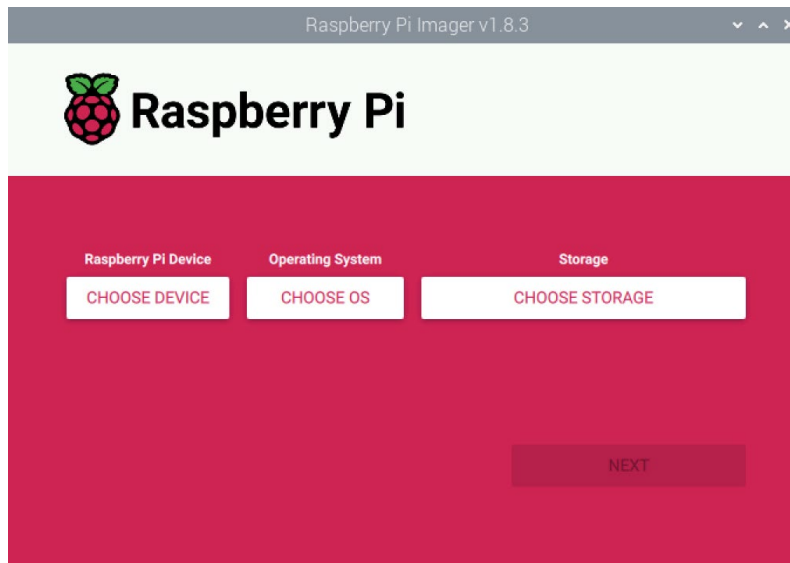 Raspberry Pi Imager v1.8.3
Raspberry Pi
Raspberry Pi Device Operating System Storage
CHOOSE DEVICE CHOOSE OS CHOOSE STORAGE
NEXT